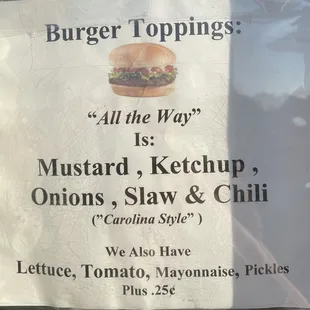 Burger Toppings:
“All the Way”
Is:
Mustard , Ketchup ,
Onions , Slaw & Chili
(”Carolina Style” )
We Also Have
Lettuce, Tomato, Mayonnaise, Pickles
Plus .25¢